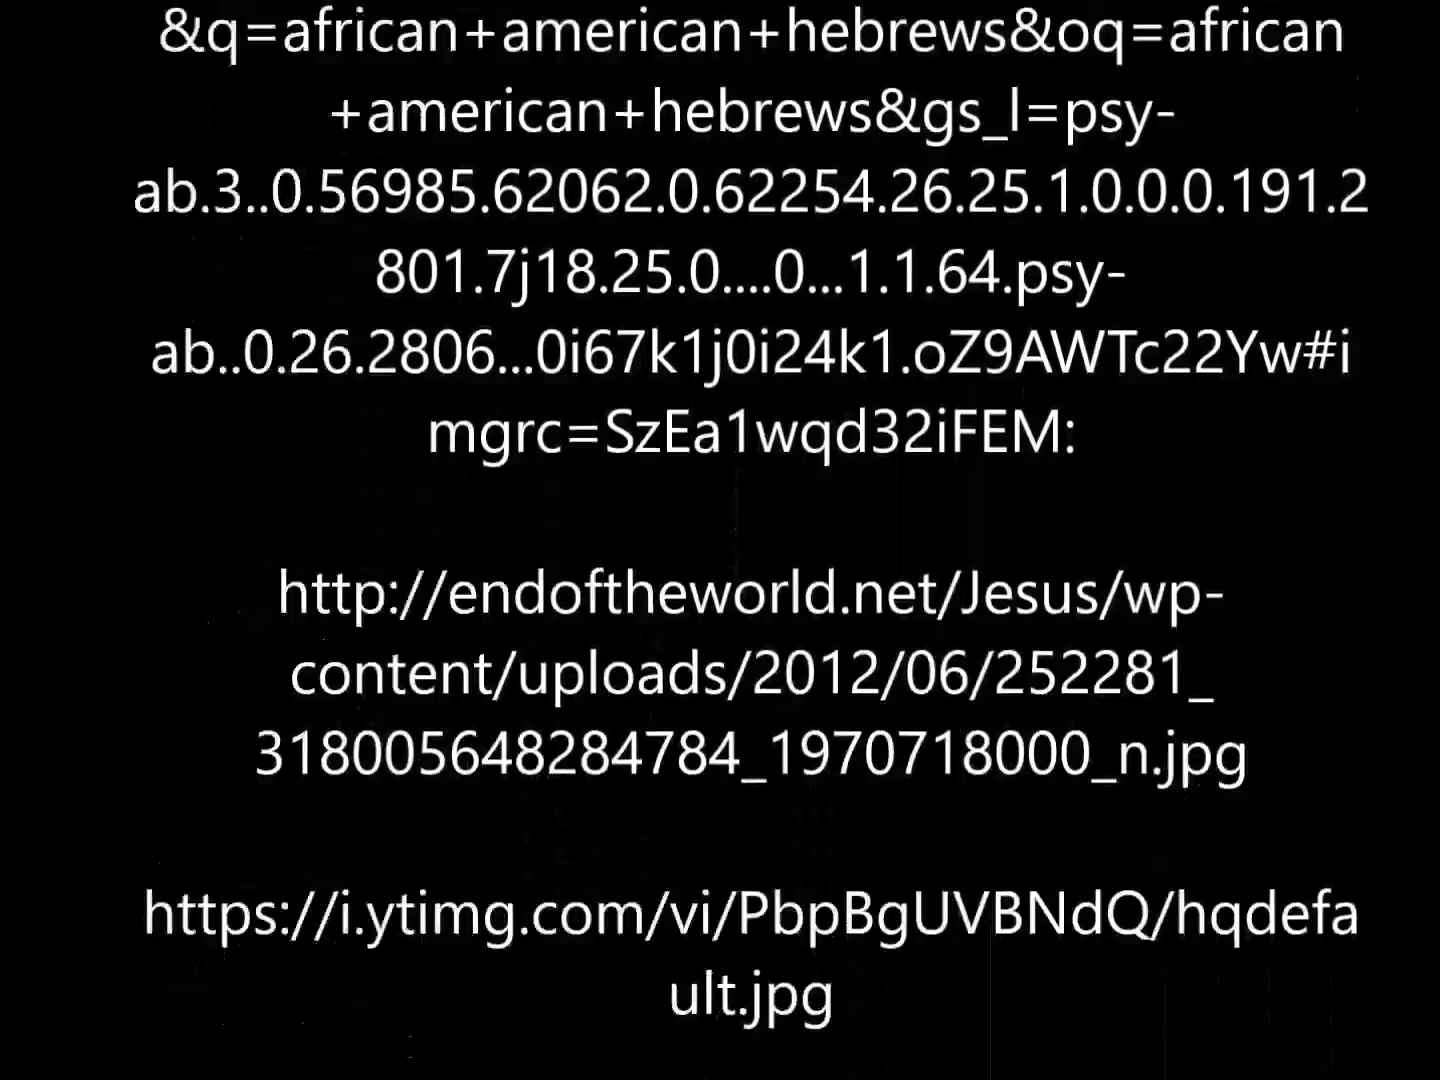 &q=african+american+hebrews&oq=african
+american+hebrews&gs_l=psy-
ab.3..0.56985.62062.0.62254.26.25.1.0.0.0.191.2
801.7j18.25.0....0...1.1.64.psy-
ab..0.26.2806...0i67k1j0i24k1.oZ9AWTc22Yw#i
mgrc=SzEa1wqd32iFEM:
http://endoftheworld.net/Jesus/wp-
content/uploads/2012/06/252281_
318005648284784_1970718000_n.jpg
https://i.ytimg.com/vi/PbpBgUVBNdQ/hqdefa
ult.jpg